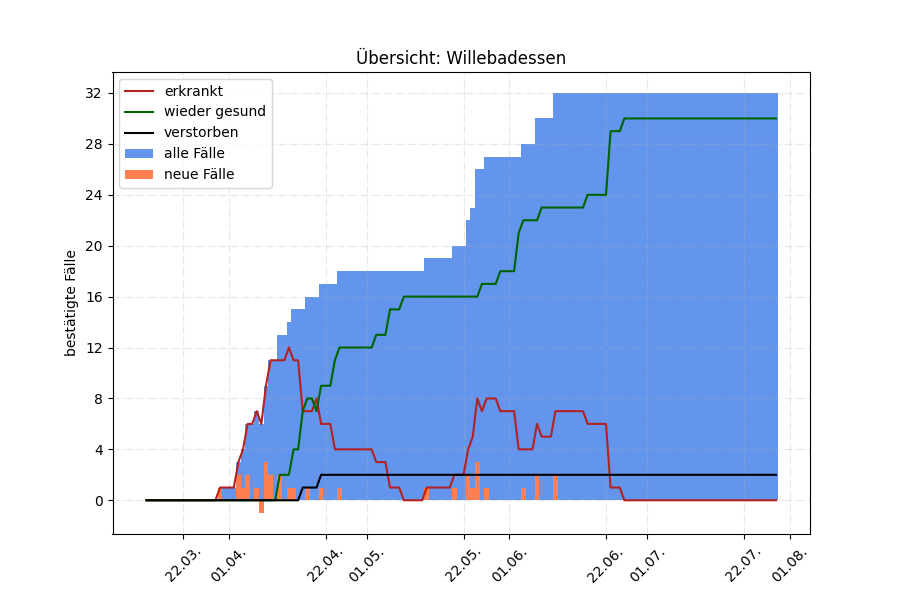 Übersicht: Willebadessen
erkrankt
wieder gesund
verstorben
alle Fälle
neue Fälle
bestätigte Fälle
32
28
24
20
16
12
8
4
0
22.03.
01.04.
22.04.
01.05.
22.05.
01.06.
22.06.
01.07.
22.07.
01.08.